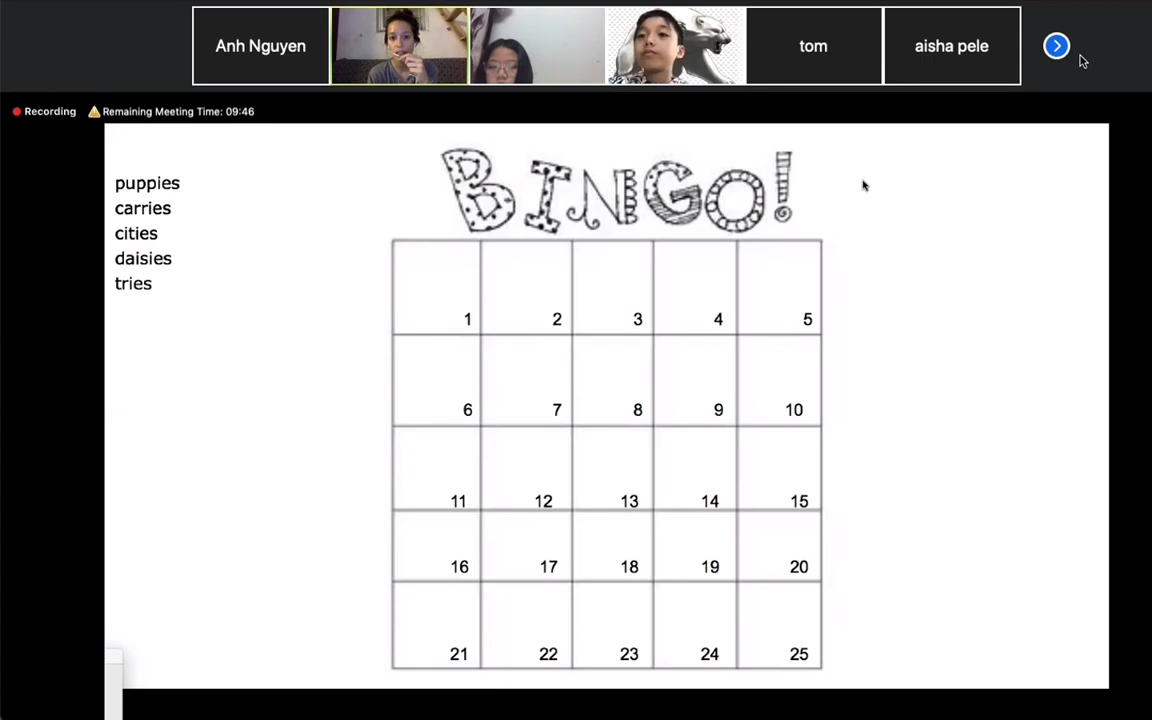 Anh Nguyen
tom
aisha pele
Recording
Remaining Meeting Time: 09:46
puppies
carries
cities
daisies
tries
BINGO!
1 2 3 4 5
6 7 8 9 10
11 12 13 14 15
16 17 18 19 20
21 22 23 24 25